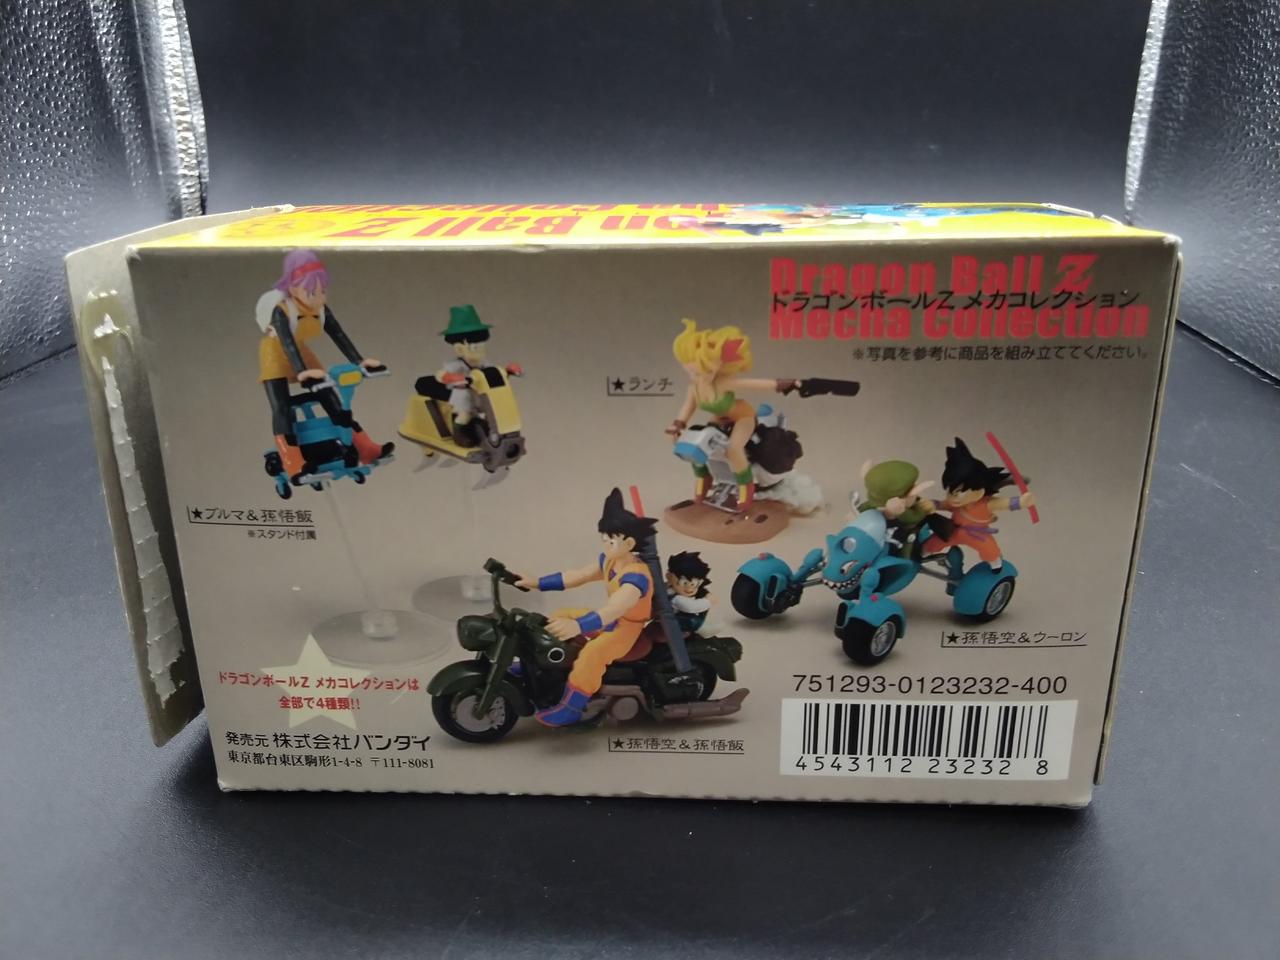 on Ball Z
Dragon Ball Z
ドラゴンボールZ メカコレクション
Mecha Collection
※写真を参考に商品を組み立ててください。
★ランチ
★ブルマ&孫悟飯
※スタンド付属
★孫悟空&ウーロン
ドラゴンボールZ メカコレクションは
全部で4種類!!
751293-0123232-400
発売元 株式会社バンダイ
★孫悟空&孫悟飯
東京都台東区駒形1-4-8 〒111-8081
4543112 23232 8